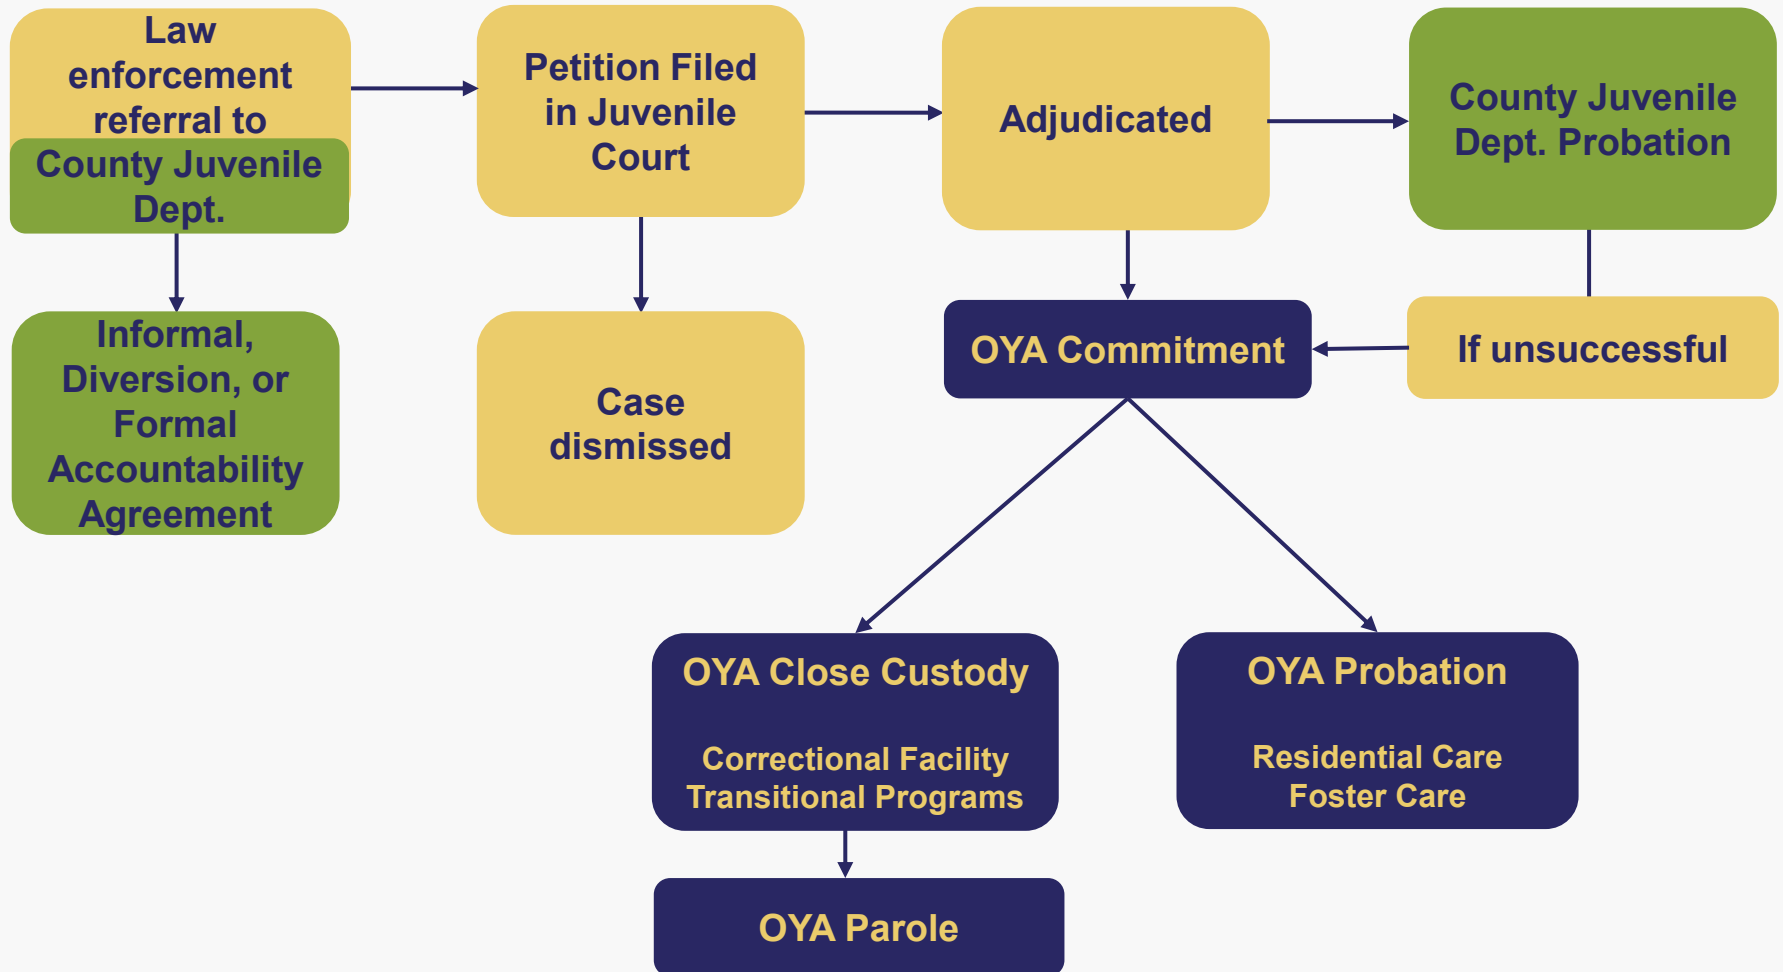 Law
enforcement
referral to
County Juvenile
Dept.
Petition Filed
in Juvenile
Court
Adjudicated
County Juvenile
Dept. Probation
Informal,
Diversion, or
Formal
Accountability
Agreement
Case
dismissed
OYA Commitment
If unsuccessful
OYA Close Custody
Correctional Facility
Transitional Programs
OYA Probation
Residential Care
Foster Care
OYA Parole